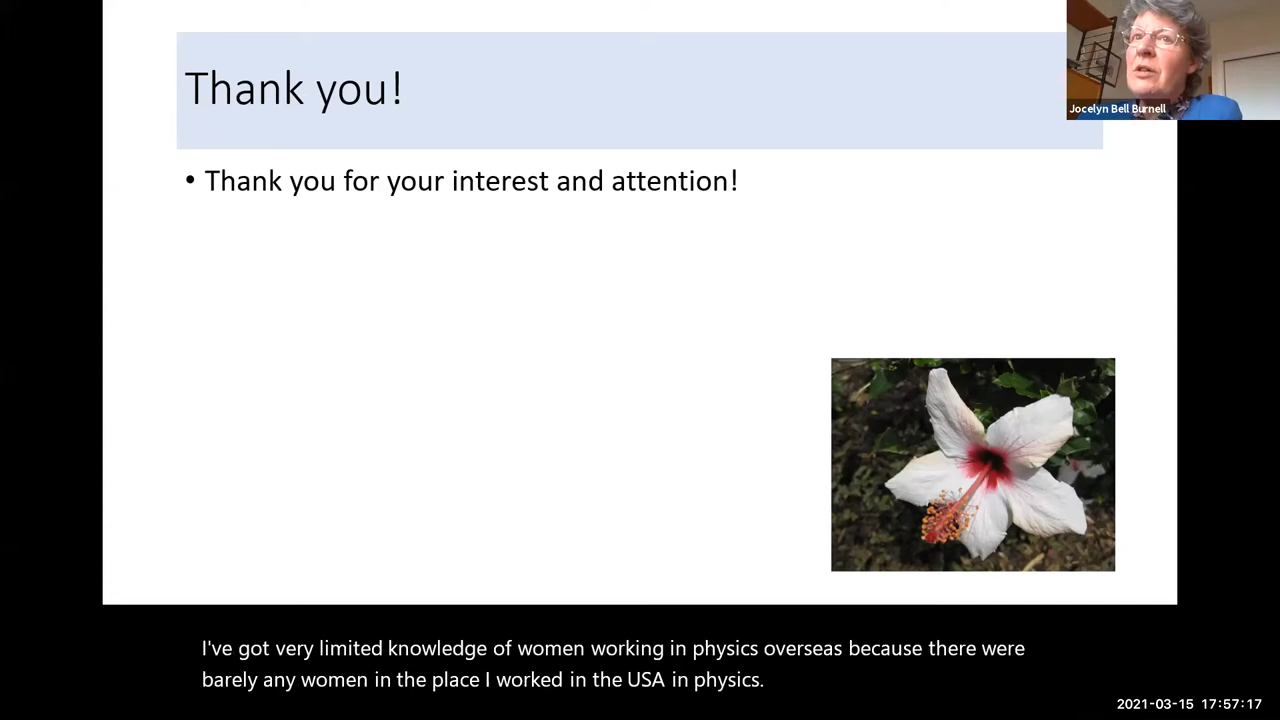 Thank you!
Jocelyn Bell Burnell
• Thank you for your interest and attention!
I've got very limited knowledge of women working in physics overseas because there were
barely any women in the place I worked in the USA in physics.
2021-03-15 17:57:17